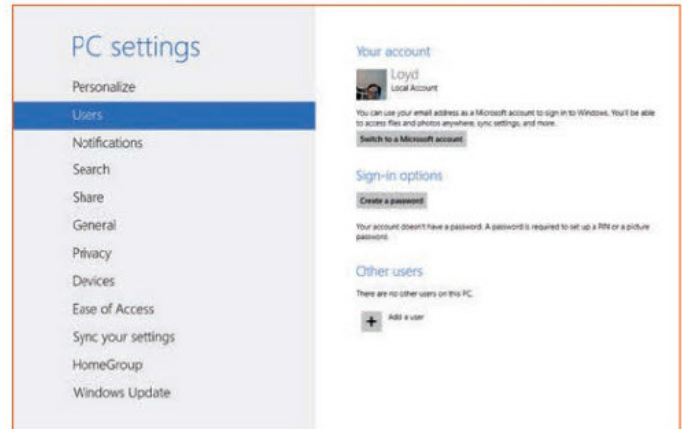 PC settings
Personalize
Users
Notifications
Search
Share
General
Privacy
Devices
Ease of Access
Sync your settings
HomeGroup
Windows Update
Your account
Loyd
Local Account
You can use your email address as a Microsoft account to sign in to Windows. You'll be able
to access files and photos anywhere, sync settings, and more.
Switch to a Microsoft account
Sign-in options
Create a password
Your account doesn't have a password. A password is required to set up a PIN or a picture
password.
Other users
There are no other users on this PC.
+ Add a user